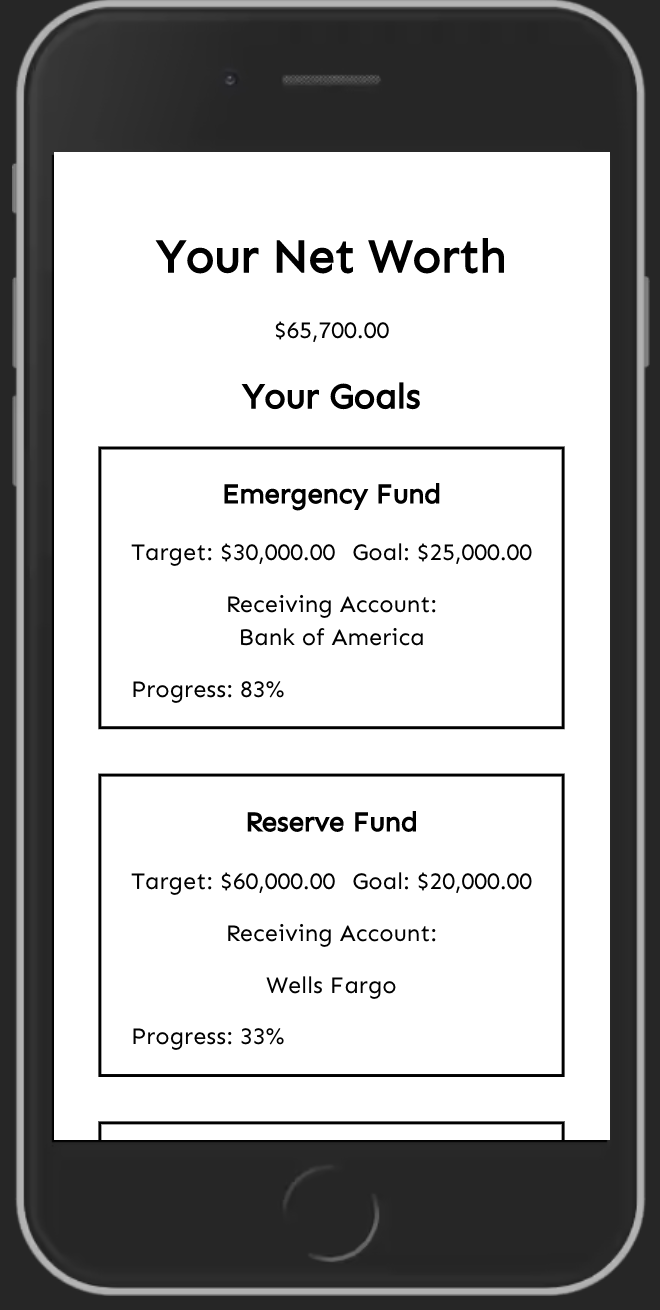 Your Net Worth
$65,700.00
Your Goals
Emergency Fund
Target: $30,000.00 Goal: $25,000.00
Receiving Account:
Bank of America
Progress: 83%
Reserve Fund
Target: $60,000.00 Goal: $20,000.00
Receiving Account:
Wells Fargo
Progress: 33%